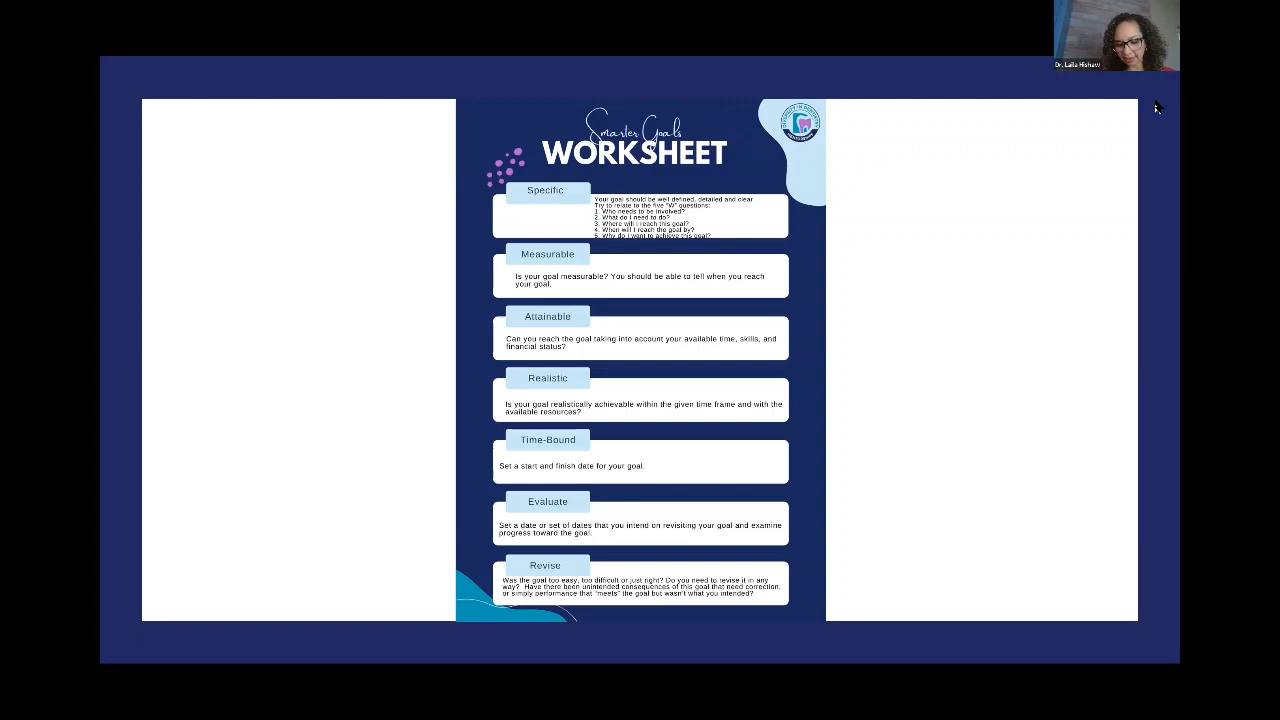 Dr. Laila Hishaw
Smarter Goals
DIVERSITY IN DENTISTRY
WORKSHEET
Specific
Your goal should be well defined, detailed and clear
Try to relate to the five "W" questions:
1. Who needs to be involved?
2. What do I need to do?
3. Where will I reach this goal?
4. When will I reach the goal by?
5. Why do I want to achieve this goal?
Measurable
Is your goal measurable? You should be able to tell when you reach
your goal.
Attainable
Can you reach the goal taking into account your available time, skills, and
financial status?
Realistic
Is your goal realistically achievable within the given time frame and with the
available resources?
Time-Bound
Set a start and finish date for your goal.
Evaluate
Set a date or set of dates that you intend on revisiting your goal and examine
progress toward the goal.
Revise
Was the goal too easy, too difficult or just right? Do you need to revise it in any
way? Have there been unintended consequences of this goal that need correction,
or simply performance that "meets" the goal but wasn't what you intended?